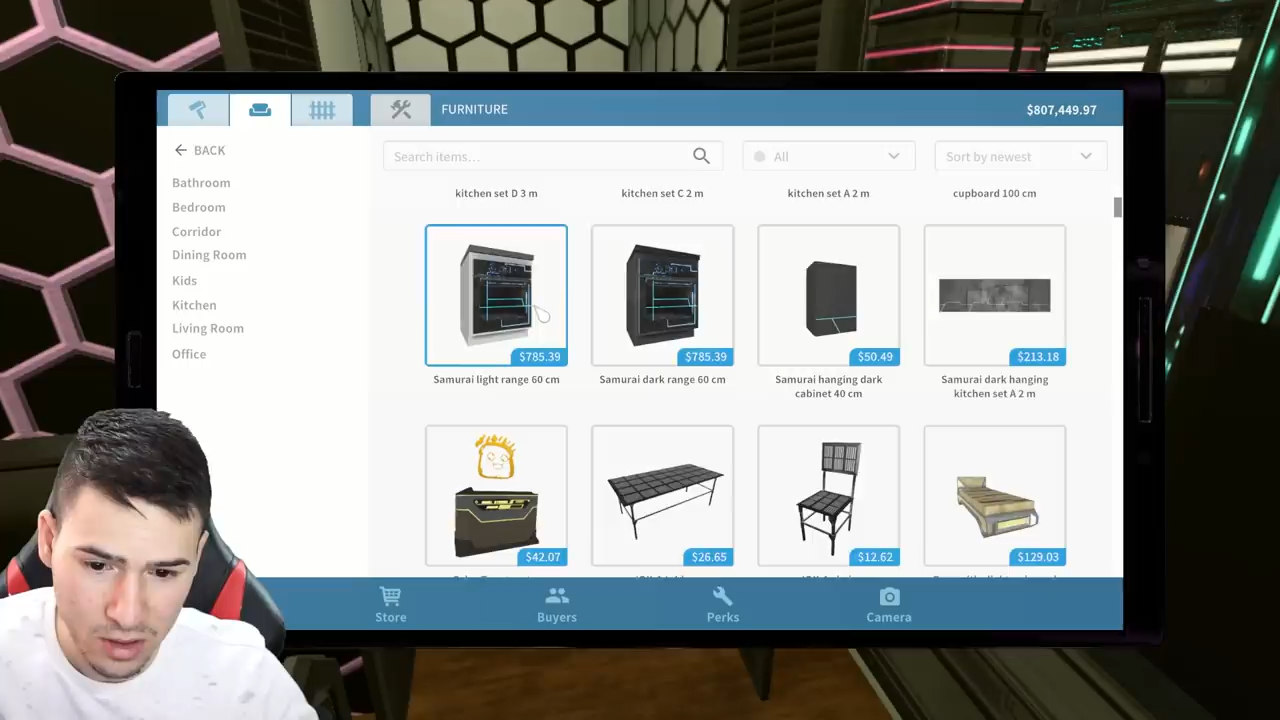 FURNITURE
$807,449.97
BACK
Search items...
All
Sort by newest
Bathroom
Bedroom
Corridor
Dining Room
Kids
Kitchen
Living Room
Office
kitchen set D 3 m
kitchen set C 2 m
kitchen set A 2 m
cupboard 100 cm
$785.39
$785.39
$50.49
$213.18
Samurai light range 60 cm
Samurai dark range 60 cm
Samurai hanging dark
cabinet 40 cm
Samurai dark hanging
kitchen set A 2 m
$42.07
$26.65
$12.62
$129.03
Store
Buyers
Perks
Camera